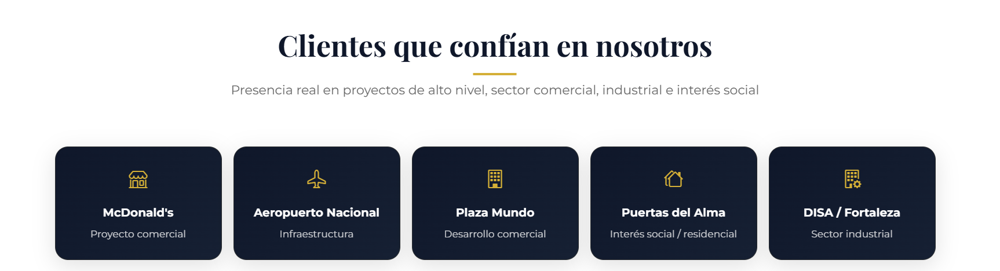 Clientes que confían en nosotros
Presencia real en proyectos de alto nivel, sector comercial, industrial e interés social
McDonald's
Proyecto comercial
Aeropuerto Nacional
Infraestructura
Plaza Mundo
Desarrollo comercial
Puertas del Alma
Interés social / residencial
DISA / Fortaleza
Sector industrial